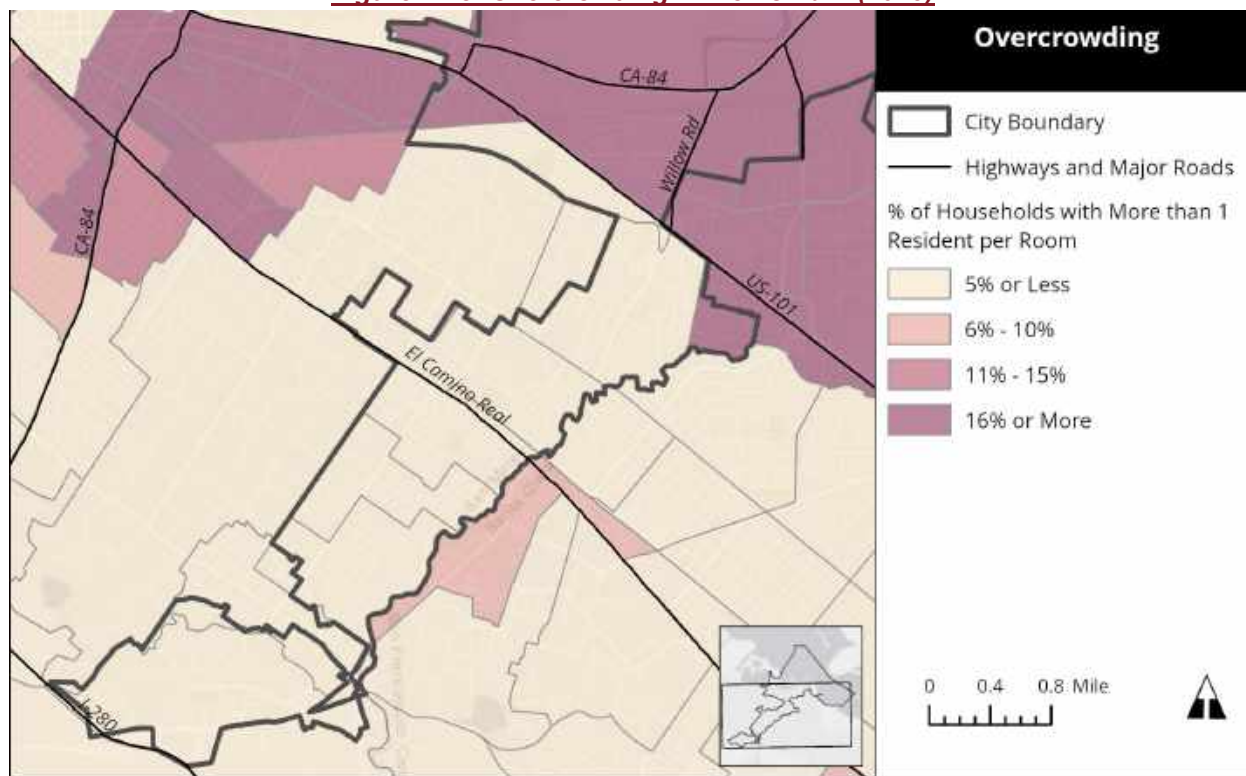 Overcrowding
City Boundary
Highways and Major Roads
% of Households with More than 1
Resident per Room
5% or Less
6% - 10%
11% - 15%
16% or More
0 0.4 0.8 Mile
CA-84
Willow Rd
CA-84
US-101
El Camino Real
I-280